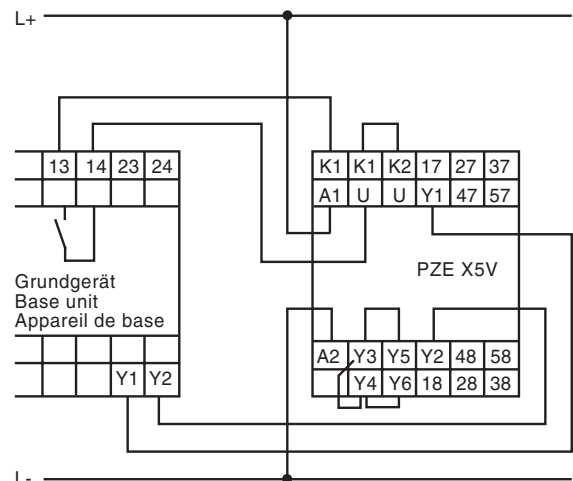 L+
13 14 23 24
K1 K1 K2 17 27 37
A1 U U Y1 47 57
PZE X5V
Grundgerät
Base unit
Appareil de base
A2 Y3 Y5 Y2 48 58
Y1 Y2
Y4 Y6 18 28 38
L-